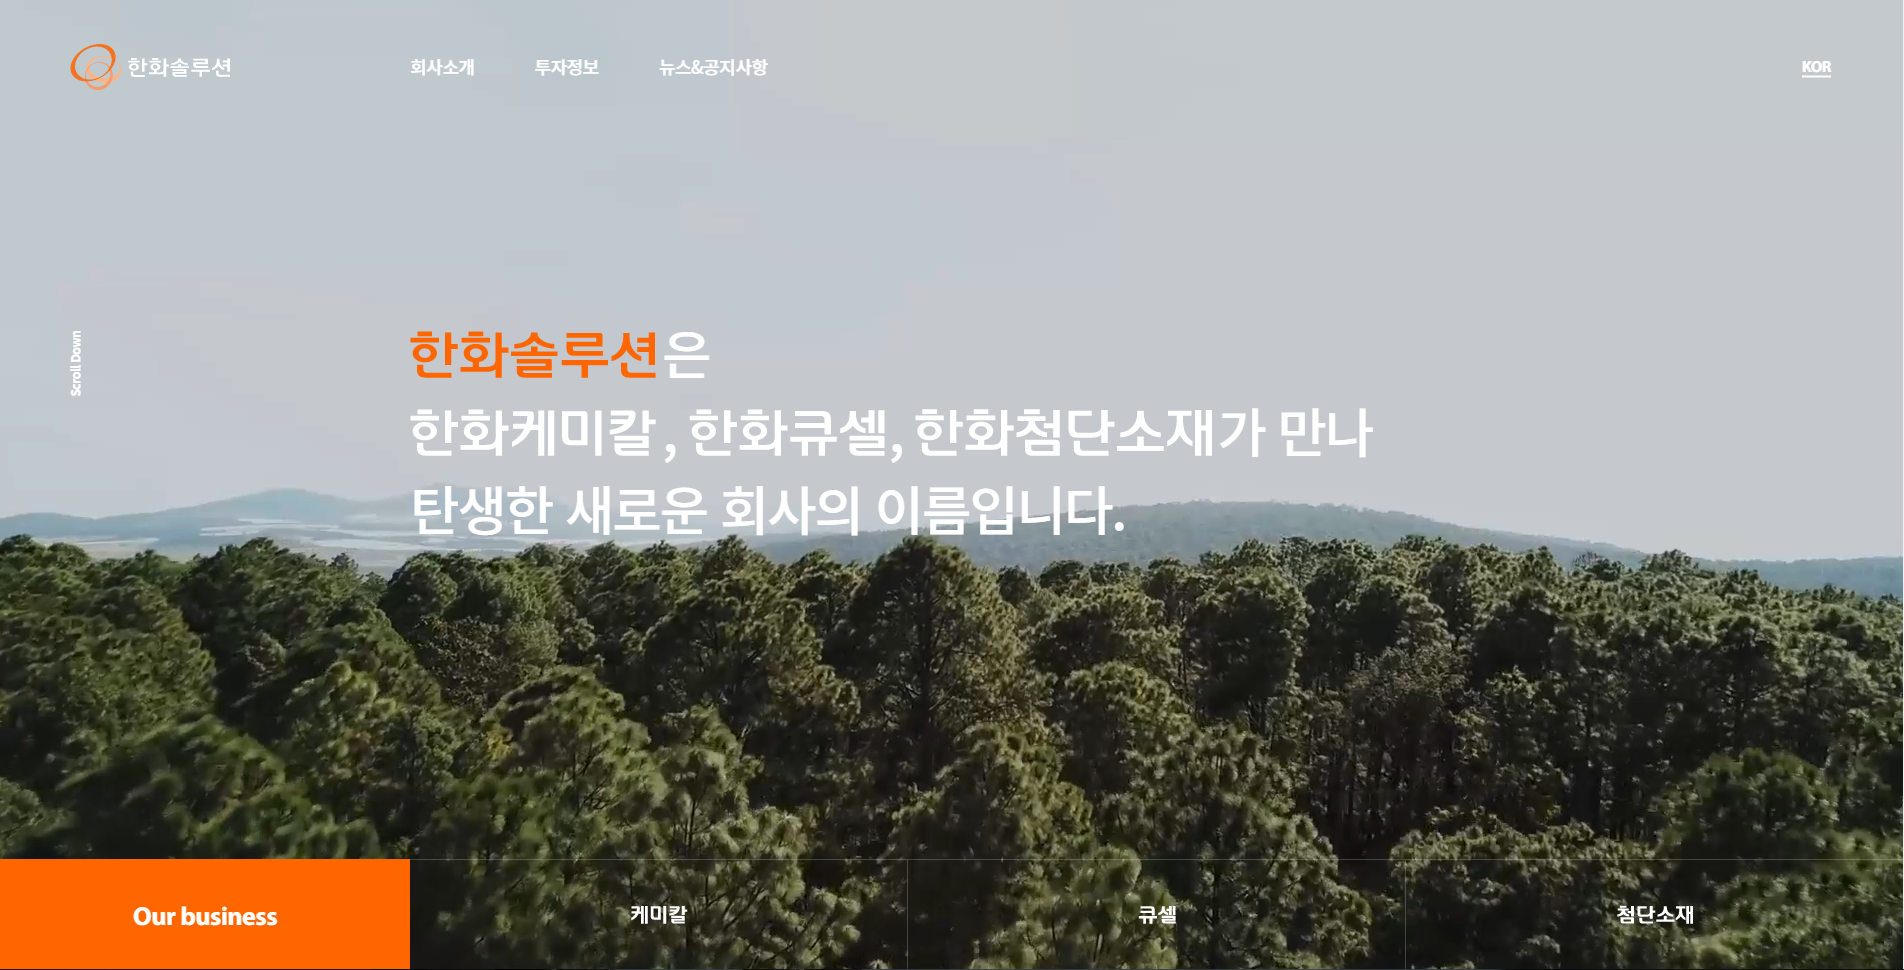 한화솔루션
회사소개
투자정보
뉴스&공지사항
KOR
Scroll Down
한화솔루션은
한화케미칼, 한화큐셀, 한화첨단소재가 만나
탄생한 새로운 회사의 이름입니다.
Our business
케미칼
큐셀
첨단소재